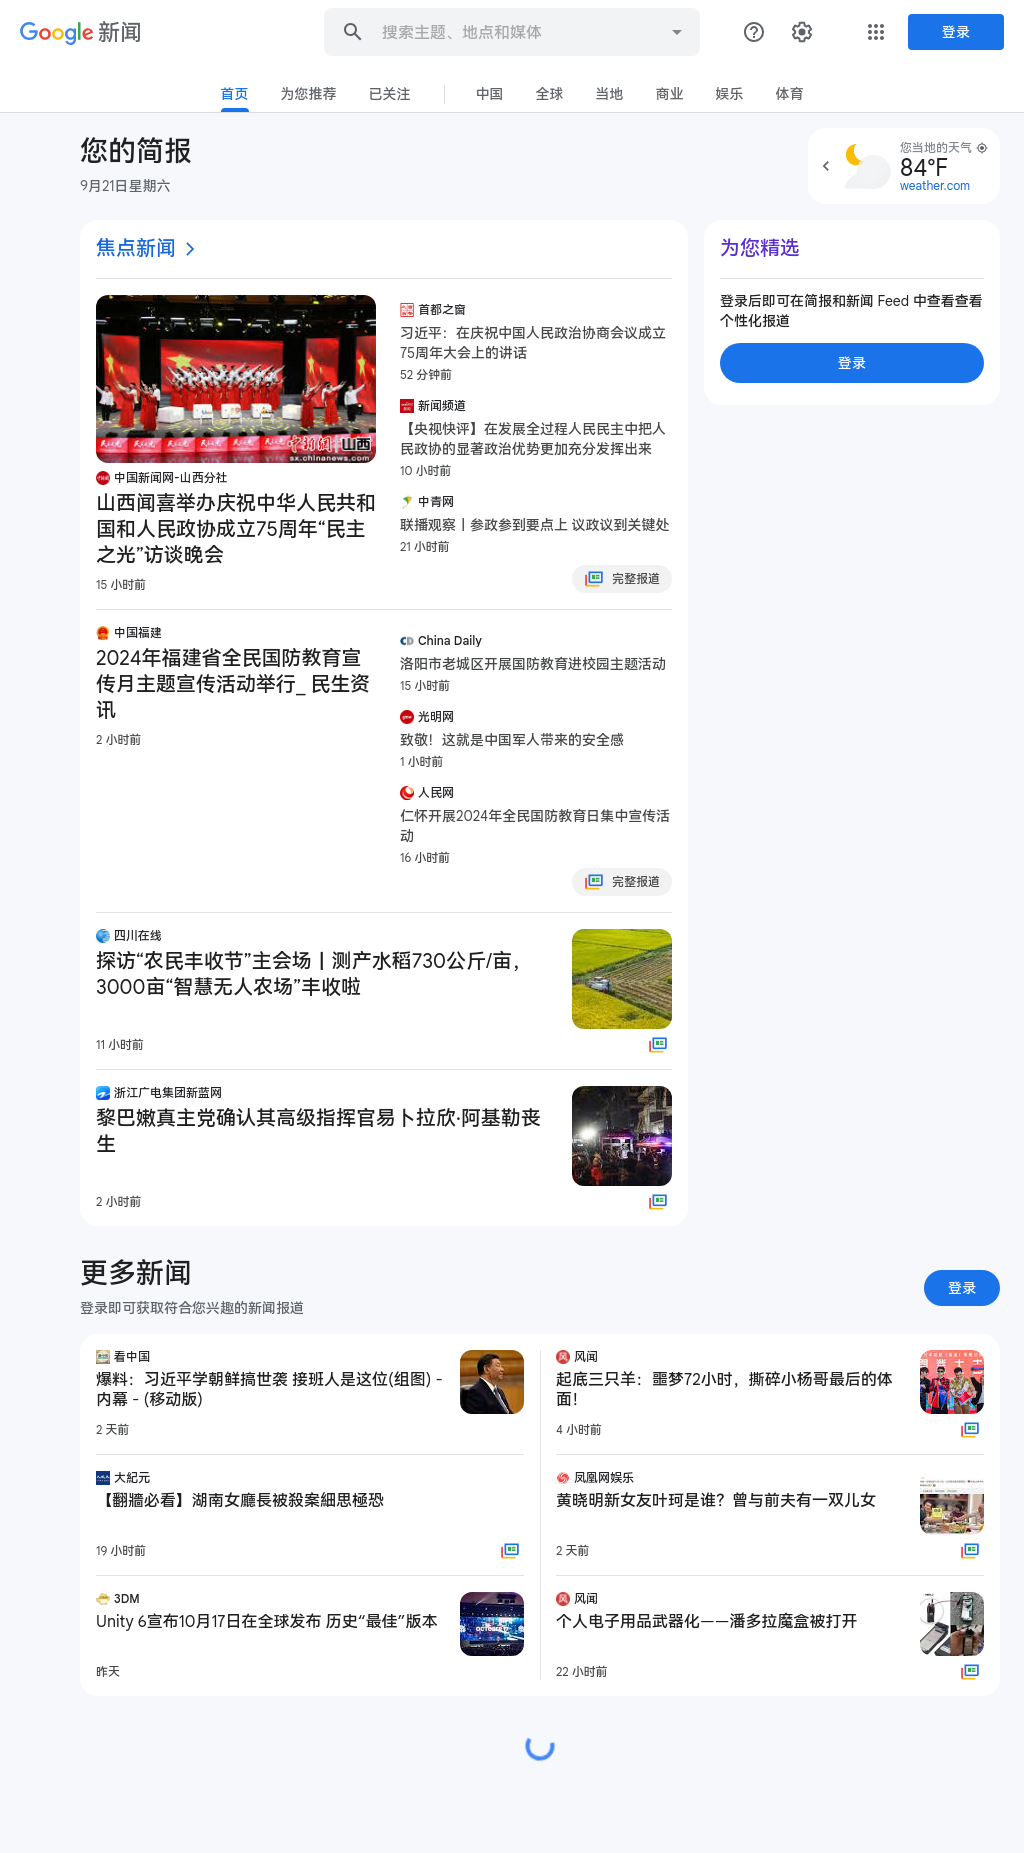 Google 新闻
搜索主题、地点和媒体
登录
首页
为您推荐
已关注
中国
全球
当地
商业
娱乐
体育
您的简报
9月21日星期六
您当地的天气
84°F
weather.com
焦点新闻
中新网 山西
sx.chinanews.com
中国新闻网-山西分社
山西闻喜举办庆祝中华人民共和
国和人民政协成立75周年“民主
之光”访谈晚会
15 小时前
首都之窗
习近平：在庆祝中国人民政治协商会议成立
75周年大会上的讲话
52 分钟前
新闻频道
【央视快评】在发展全过程人民民主中把人
民政协的显著政治优势更加充分发挥出来
10 小时前
中青网
联播观察丨参政参到要点上 议政议到关键处
21 小时前
完整报道
中国福建
2024年福建省全民国防教育宣
传月主题宣传活动举行_ 民生资
讯
2 小时前
China Daily
洛阳市老城区开展国防教育进校园主题活动
15 小时前
光明网
致敬！这就是中国军人带来的安全感
1 小时前
人民网
仁怀开展2024年全民国防教育日集中宣传活
动
16 小时前
完整报道
四川在线
探访“农民丰收节”主会场丨测产水稻730公斤/亩，
3000亩“智慧无人农场”丰收啦
11 小时前
浙江广电集团新蓝网
黎巴嫩真主党确认其高级指挥官易卜拉欣·阿基勒丧
生
2 小时前
为您精选
登录后即可在简报和新闻 Feed 中查看查看
个性化报道
登录
更多新闻
登录即可获取符合您兴趣的新闻报道
登录
看中国
爆料：习近平学朝鲜搞世袭 接班人是这位(组图) -
内幕 - (移动版)
2 天前
大紀元
【翻牆必看】湖南女廳長被殺案細思極恐
19 小时前
3DM
Unity 6宣布10月17日在全球发布 历史“最佳”版本
昨天
风闻
起底三只羊：噩梦72小时，撕碎小杨哥最后的体
面！
4 小时前
凤凰网娱乐
黄晓明新女友叶珂是谁？曾与前夫有一双儿女
2 天前
风闻
个人电子用品武器化——潘多拉魔盒被打开
22 小时前